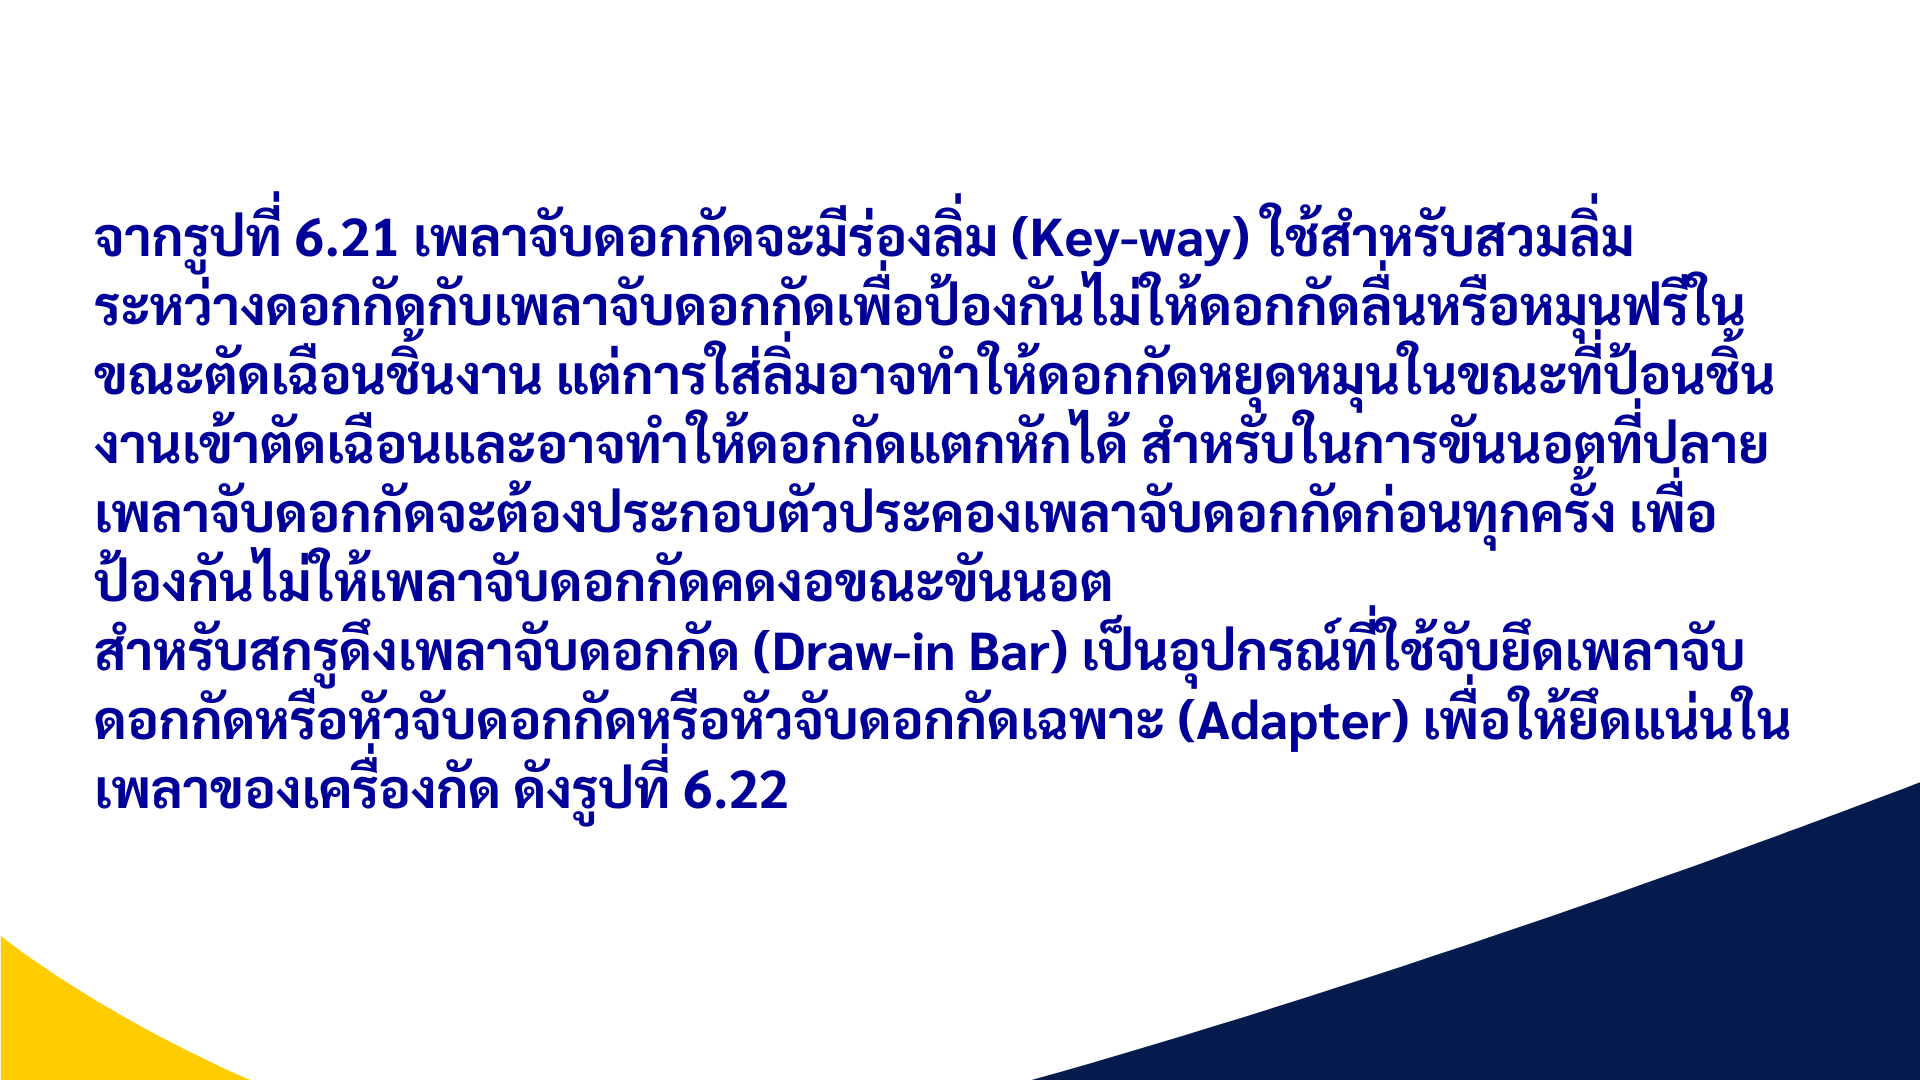 จากรูปที่ 6.21 เพลาจับดอกกัดจะมีร่องลิ่ม (Key-way) ใช้สำหรับสวมลิ่ม
ระหว่างดอกกัดกับเพลาจับดอกกัดเพื่อป้องกันไม่ให้ดอกกัดลื่นหรือหมุนฟรีใน
ขณะตัดเฉือนชิ้นงาน แต่การใส่ลิ่มอาจทำให้ดอกกัดหยุดหมุนในขณะที่ป้อนชิ้น
งานเข้าตัดเฉือนและอาจทำให้ดอกกัดแตกหักได้ สำหรับในการขันนอตที่ปลาย
เพลาจับดอกกัดจะต้องประกอบตัวประคองเพลาจับดอกกัดก่อนทุกครั้ง เพื่อ
ป้องกันไม่ให้เพลาจับดอกกัดคดงอขณะขันนอต
สำหรับสกรูดึงเพลาจับดอกกัด (Draw-in Bar) เป็นอุปกรณ์ที่ใช้จับยึดเพลาจับ
ดอกกัดหรือหัวจับดอกกัดหรือหัวจับดอกกัดเฉพาะ (Adapter) เพื่อให้ยึดแน่นใน
เพลาของเครื่องกัด ดังรูปที่ 6.22